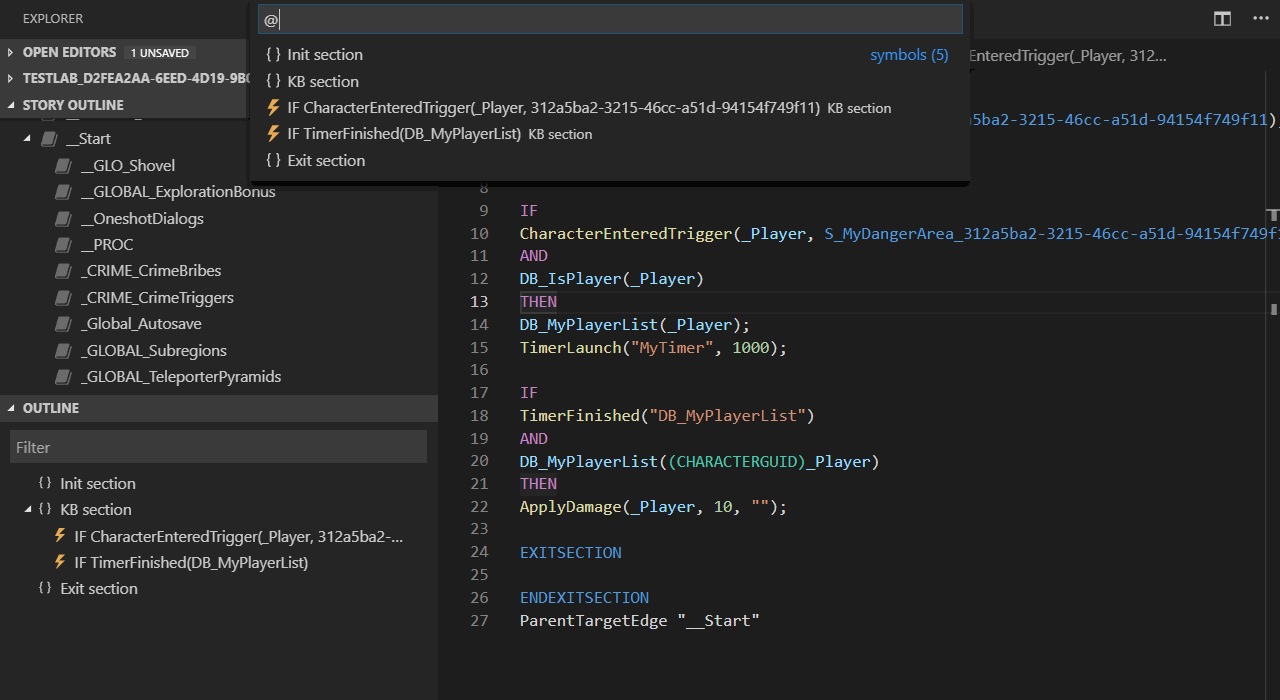 EXPLORER
OPEN EDITORS 1 UNSAVED
TESTLAB_D2FEA2AA-6EED-4D19-9B
STORY OUTLINE
__Start
__GLO_Shovel
__GLOBAL_ExplorationBonus
__OneshotDialogs
__PROC
_CRIME_CrimeBribes
_CRIME_CrimeTriggers
_Global_Autosave
_GLOBAL_Subregions
_GLOBAL_TeleporterPyramids
OUTLINE
Filter
{} Init section
{} KB section
IF CharacterEnteredTrigger(_Player, 312a5ba2-...
IF TimerFinished(DB_MyPlayerList)
{} Exit section
@
{} Init section symbols (5)
{} KB section
IF CharacterEnteredTrigger(_Player, 312a5ba2-3215-46cc-a51d-94154f749f11) KB section
IF TimerFinished(DB_MyPlayerList) KB section
{} Exit section
EnteredTrigger(_Player, 312...
a5ba2-3215-46cc-a51d-94154f749f11)
8
9 IF
10 CharacterEnteredTrigger(_Player, S_MyDangerArea_312a5ba2-3215-46cc-a51d-94154f749f1
11 AND
12 DB_IsPlayer(_Player)
13 THEN
14 DB_MyPlayerList(_Player);
15 TimerLaunch("MyTimer", 1000);
16
17 IF
18 TimerFinished("DB_MyPlayerList")
19 AND
20 DB_MyPlayerList((CHARACTERGUID)_Player)
21 THEN
22 ApplyDamage(_Player, 10, "");
23
24 EXITSECTION
25
26 ENDEXITSECTION
27 ParentTargetEdge "__Start"